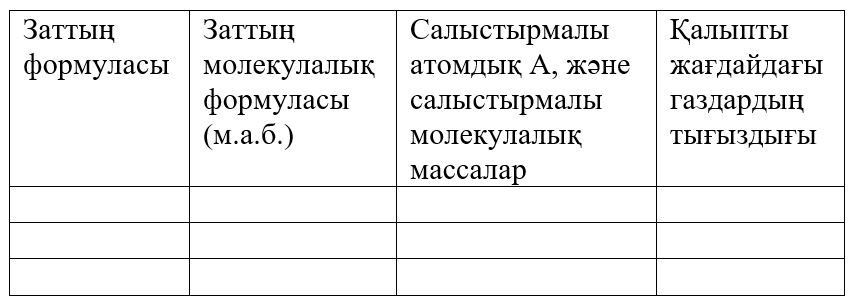 Заттың
формуласы
Заттың
молекулалық
формуласы
(м.а.б.)
Салыстырмалы
атомдық А, және
салыстырмалы
молекулалық
массалар
Қалыпты
жағдайдағы
газдардың
тығыздығы